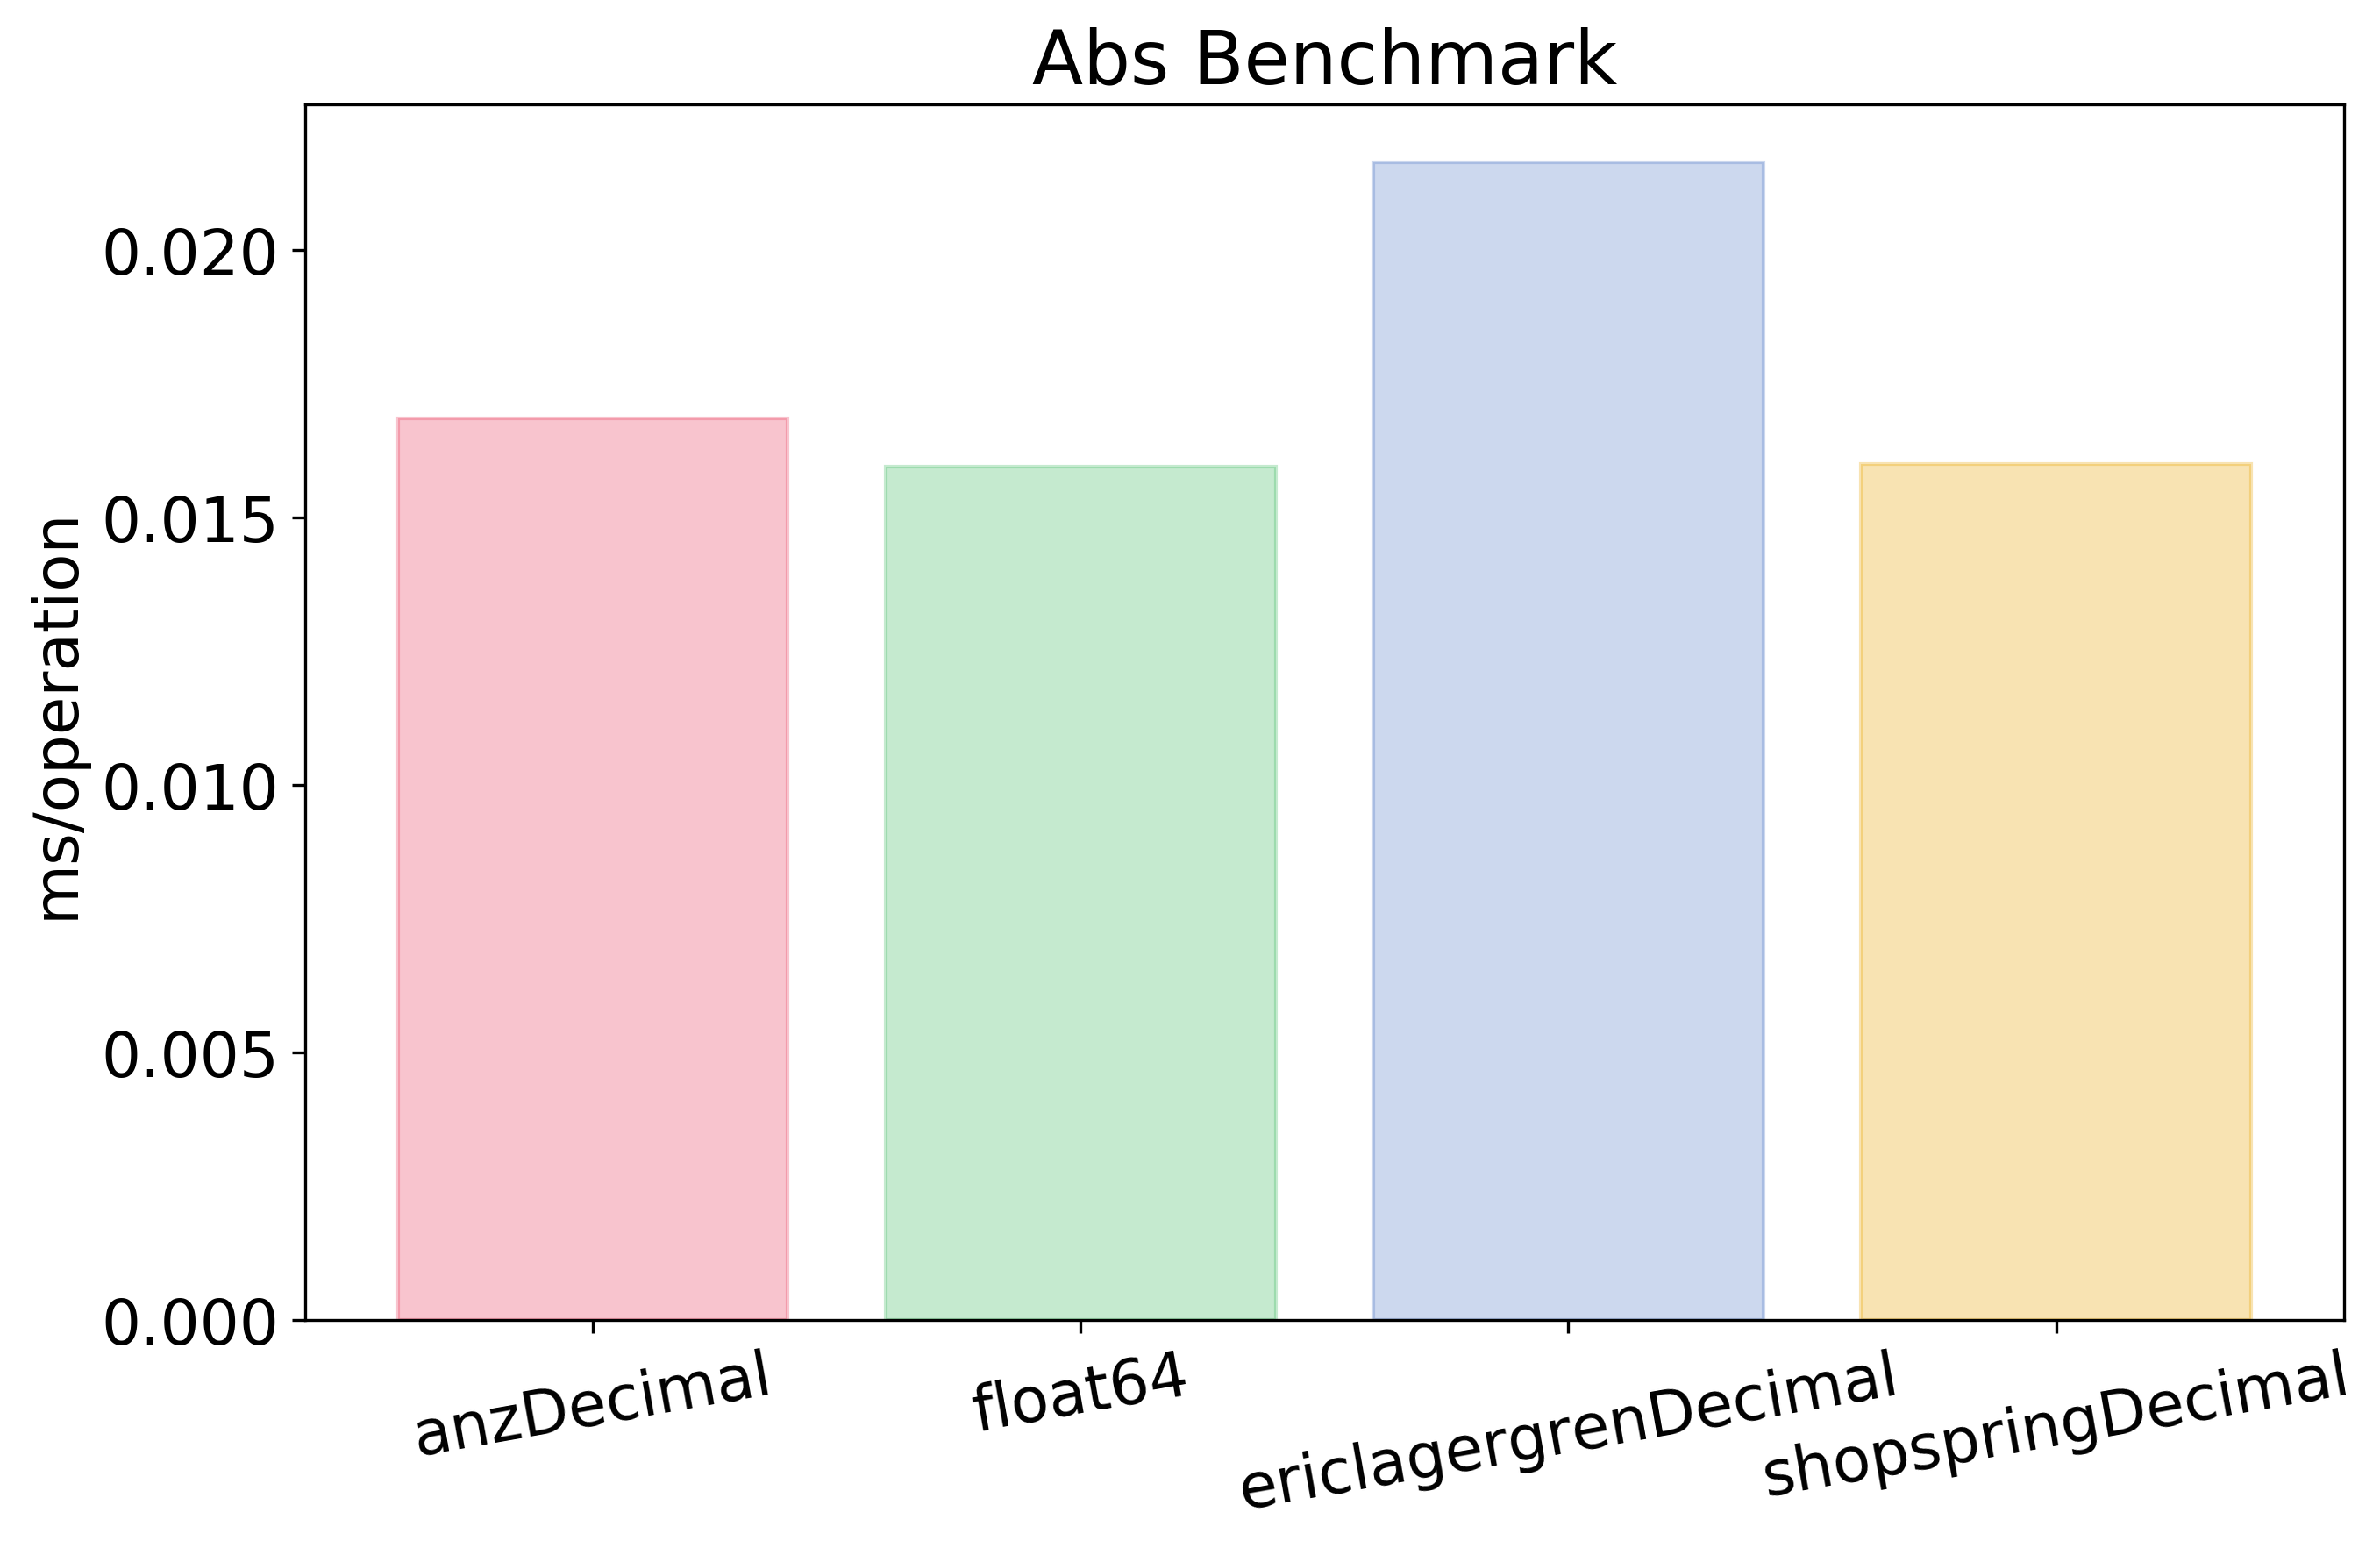 Abs Benchmark
ms/operation
0.020
0.015
0.010
0.005
0.000
anzDecimal
float64
ericlagergrenDecimal
shopspringDecimal